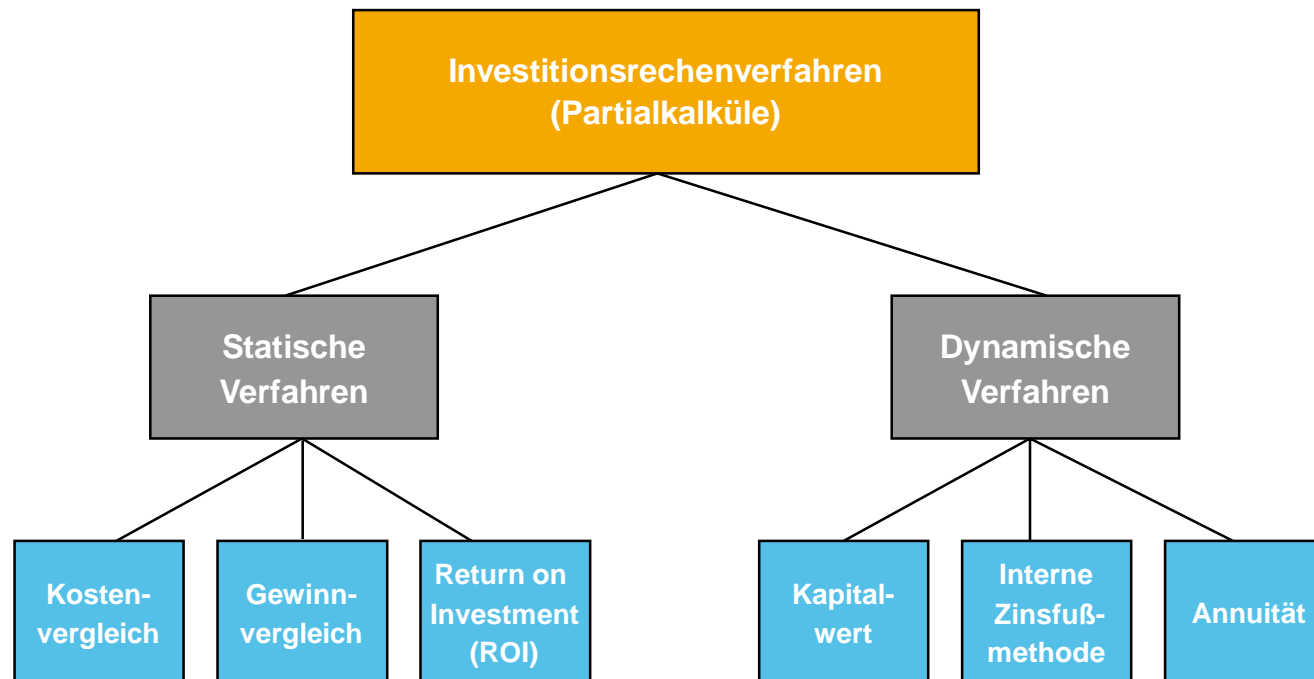 Investitionsrechenverfahren
(Partialkalküle)
Statische
Verfahren
Dynamische
Verfahren
Kosten-
vergleich
Gewinn-
vergleich
Return on
Investment
(ROI)
Kapital-
wert
Interne
Zinsfuß-
methode
Annuität